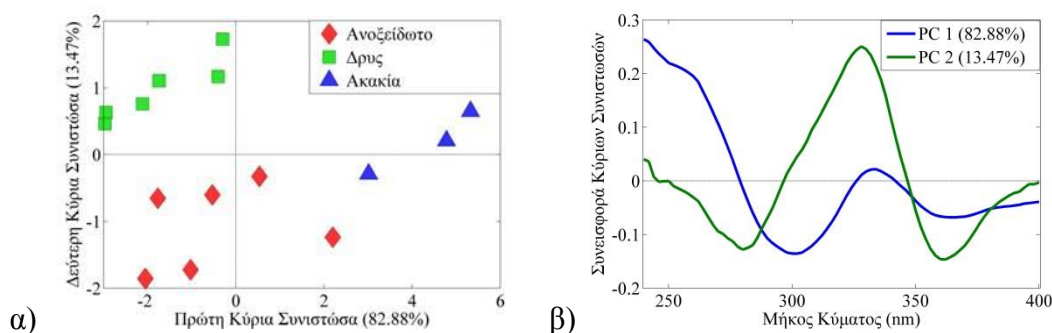 α)
Δεύτερη Κύρια Συνιστώσα (13.47%)
2
1
0
-1
-2
Ανοξείδωτο
Δρυς
Ακακία
-2
0
2
4
6
Πρώτη Κύρια Συνιστώσα (82.88%)
β)
Συνεισφορά Κύριων Συνιστωσών
0.3
0.2
0.1
0
-0.1
-0.2
PC 1 (82.88%)
PC 2 (13.47%)
250
300
350
400
Μήκος Κύματος (nm)